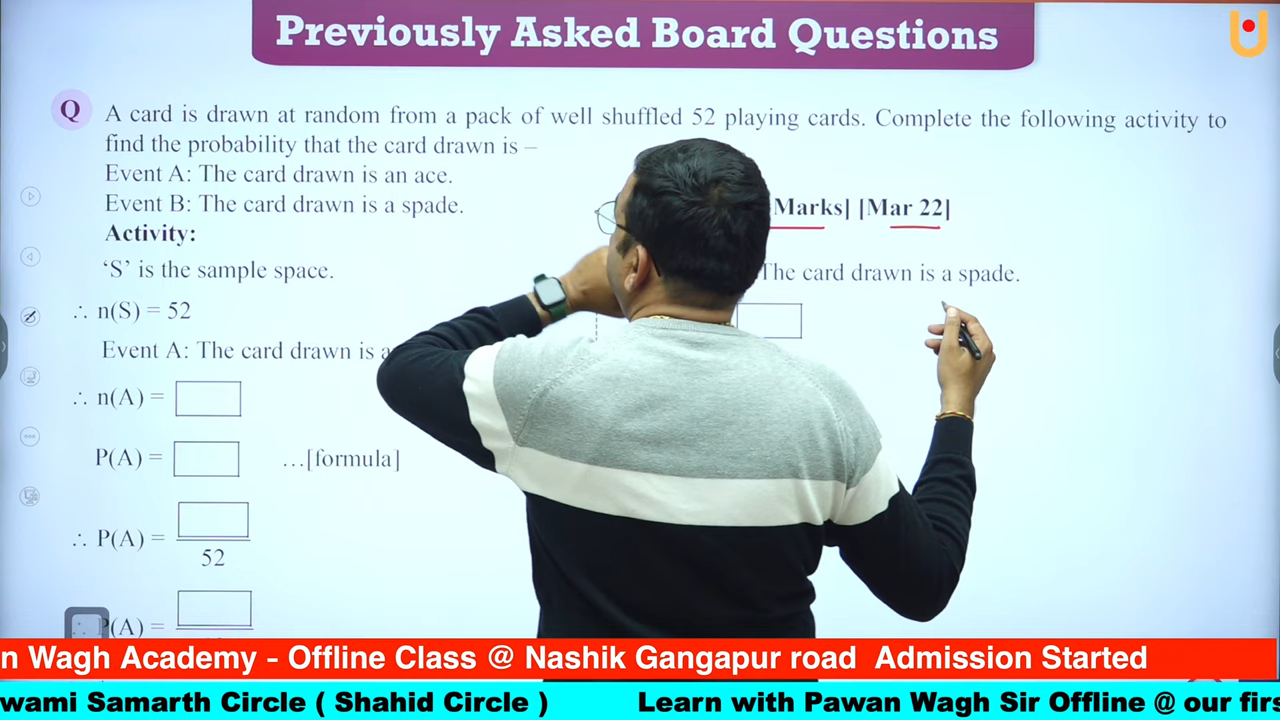 Previously Asked Board Questions
Q A card is drawn at random from a pack of well shuffled 52 playing cards. Complete the following activity to
find the probability that the card drawn is –
Event A: The card drawn is an ace.
Event B: The card drawn is a spade.
Marks] [Mar 22]
Activity:
‘S’ is the sample space.
∴ n(S) = 52
Event A: The card drawn is a
∴ n(A) =
P(A) = …[formula]
∴ P(A) =
52
∴ P(A) =
The card drawn is a spade.
n Wagh Academy - Offline Class @ Nashik Gangapur road Admission Started
wami Samarth Circle ( Shahid Circle ) Learn with Pawan Wagh Sir Offline @ our firs